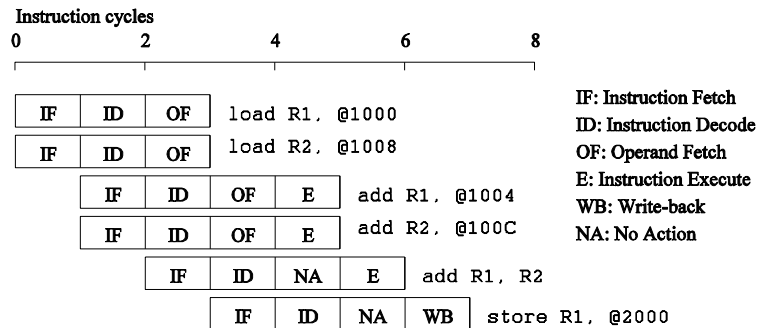 Instruction cycles
0 2 4 6 8
IF ID OF load R1, @1000
IF ID OF load R2, @1008
IF ID OF E add R1, @1004
IF ID OF E add R2, @100C
IF ID NA E add R1, R2
IF ID NA WB store R1, @2000
IF: Instruction Fetch
ID: Instruction Decode
OF: Operand Fetch
E: Instruction Execute
WB: Write-back
NA: No Action